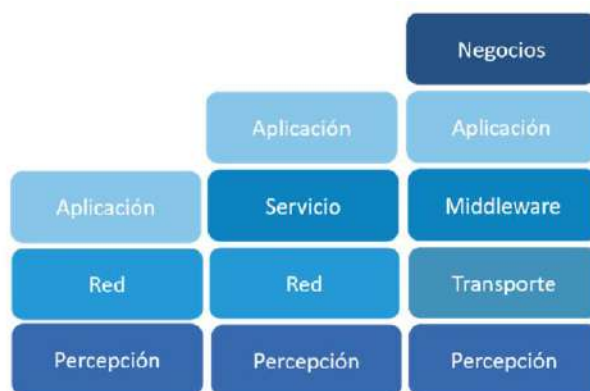 Negocios
Aplicación Aplicación
Aplicación Servicio Middleware
Red Red Transporte
Percepción Percepción Percepción